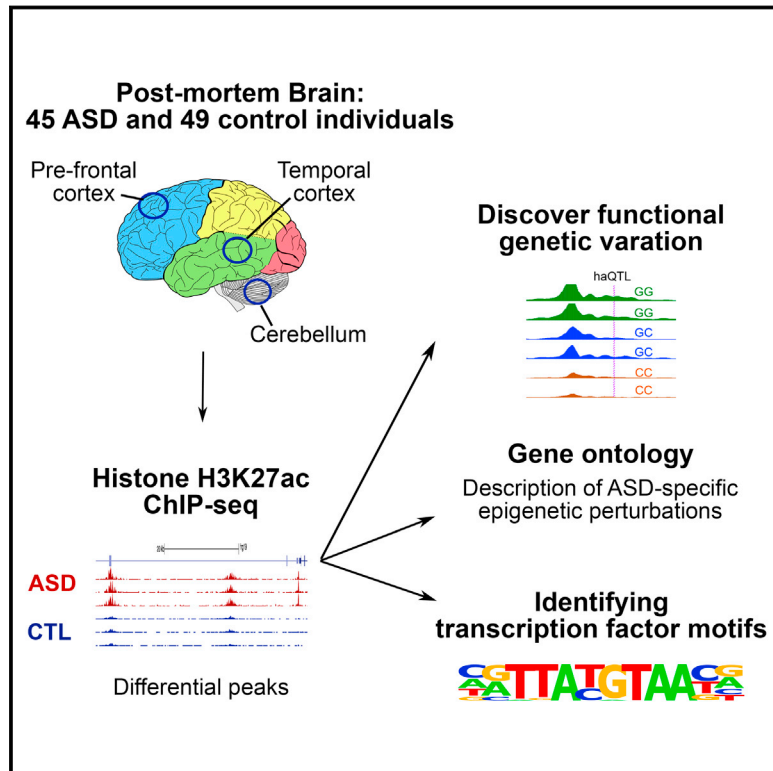 Post-mortem Brain:
45 ASD and 49 control individuals
Pre-frontal
cortex
Temporal
cortex
Cerebellum
Histone H3K27ac
ChIP-seq
ASD
CTL
Differential peaks
Discover functional
genetic varation
haQTL
GG
GG
GC
GC
CC
CC
Gene ontology
Description of ASD-specific
epigenetic perturbations
Identifying
transcription factor motifs